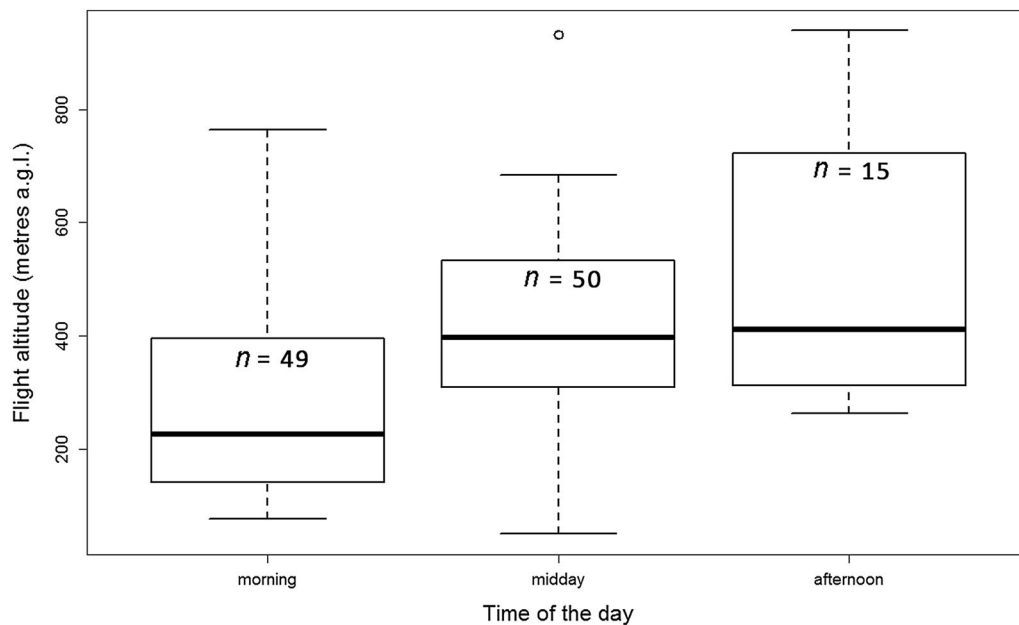 Flight altitude (metres a.g.l.)
800
600
400
200
n = 49
n = 50
n = 15
morning
midday
afternoon
Time of the day